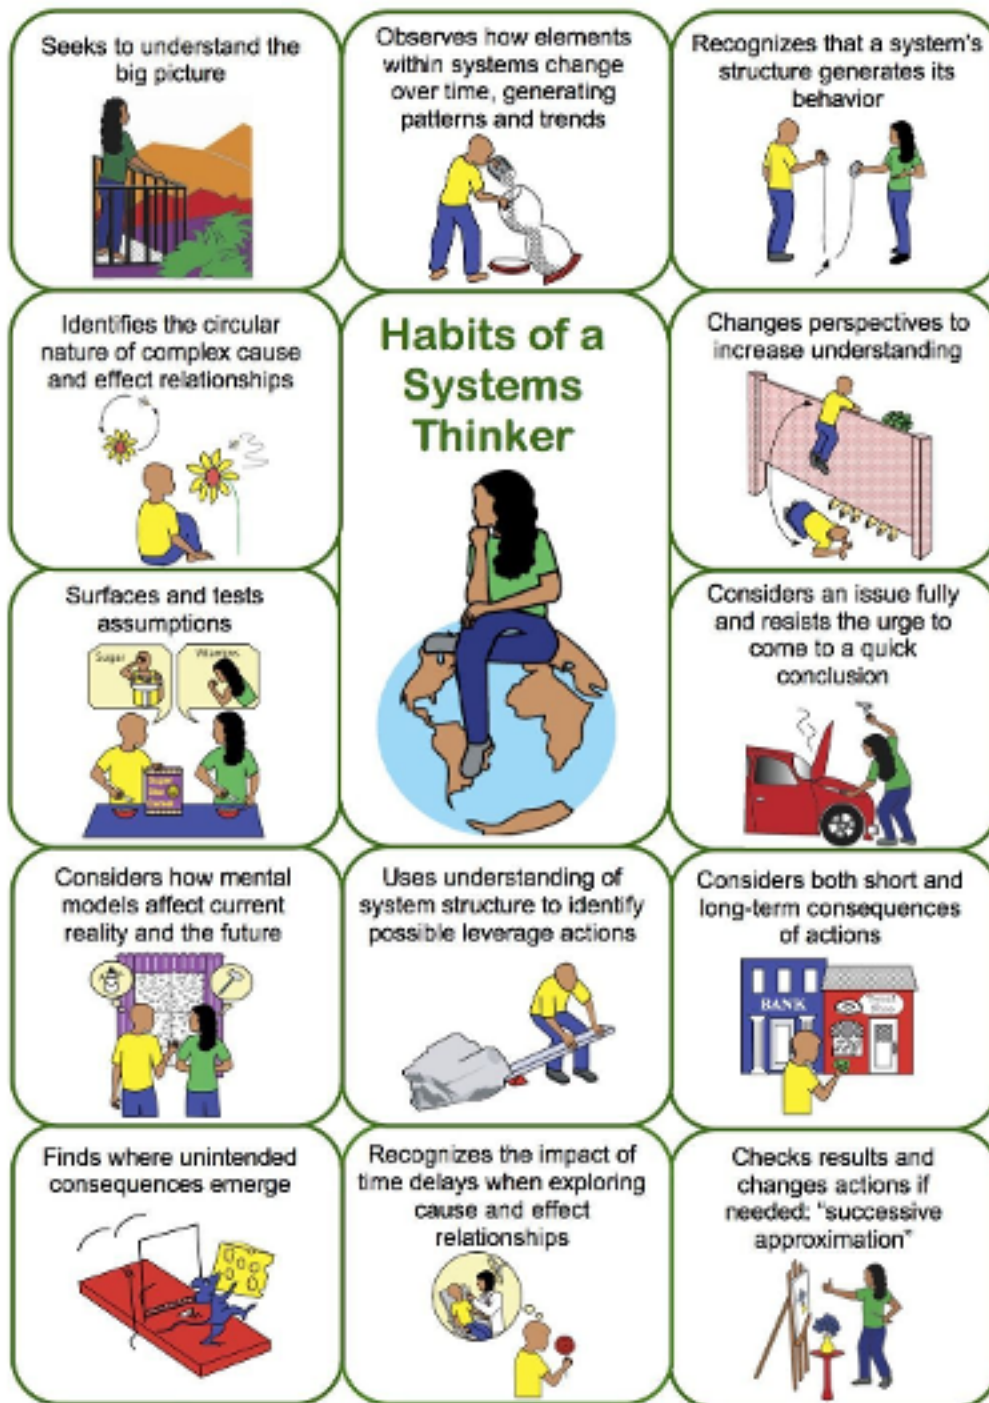 Seeks to understand the
big picture
Observes how elements
within systems change
over time, generating
patterns and trends
Recognizes that a system's
structure generates its
behavior
Identifies the circular
nature of complex cause
and effect relationships
Habits of a
Systems
Thinker
Changes perspectives to
increase understanding
Surfaces and tests
assumptions
Sugar
Vitamins
Sugar
Considers an issue fully
and resists the urge to
come to a quick
conclusion
Considers how mental
models affect current
reality and the future
Uses understanding of
system structure to identify
possible leverage actions
Considers both short and
long-term consequences
of actions
BANK
Finds where unintended
consequences emerge
Recognizes the impact of
time delays when exploring
cause and effect
relationships
Checks results and
changes actions if
needed: "successive
approximation"